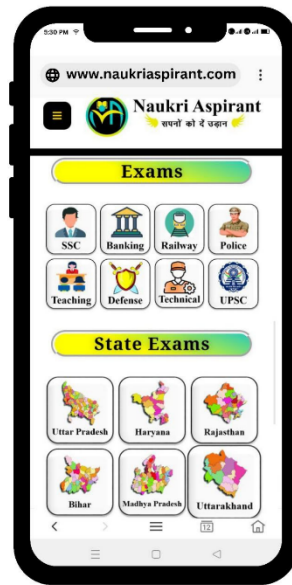 5:30 PM
www.naukriaspirant.com
Naukri Aspirant
सपनों को दें उड़ान
Exams
SSC Banking Railway Police
Teaching Defense Technical UPSC
State Exams
Uttar Pradesh Haryana Rajasthan
Bihar Madhya Pradesh Uttarakhand
12